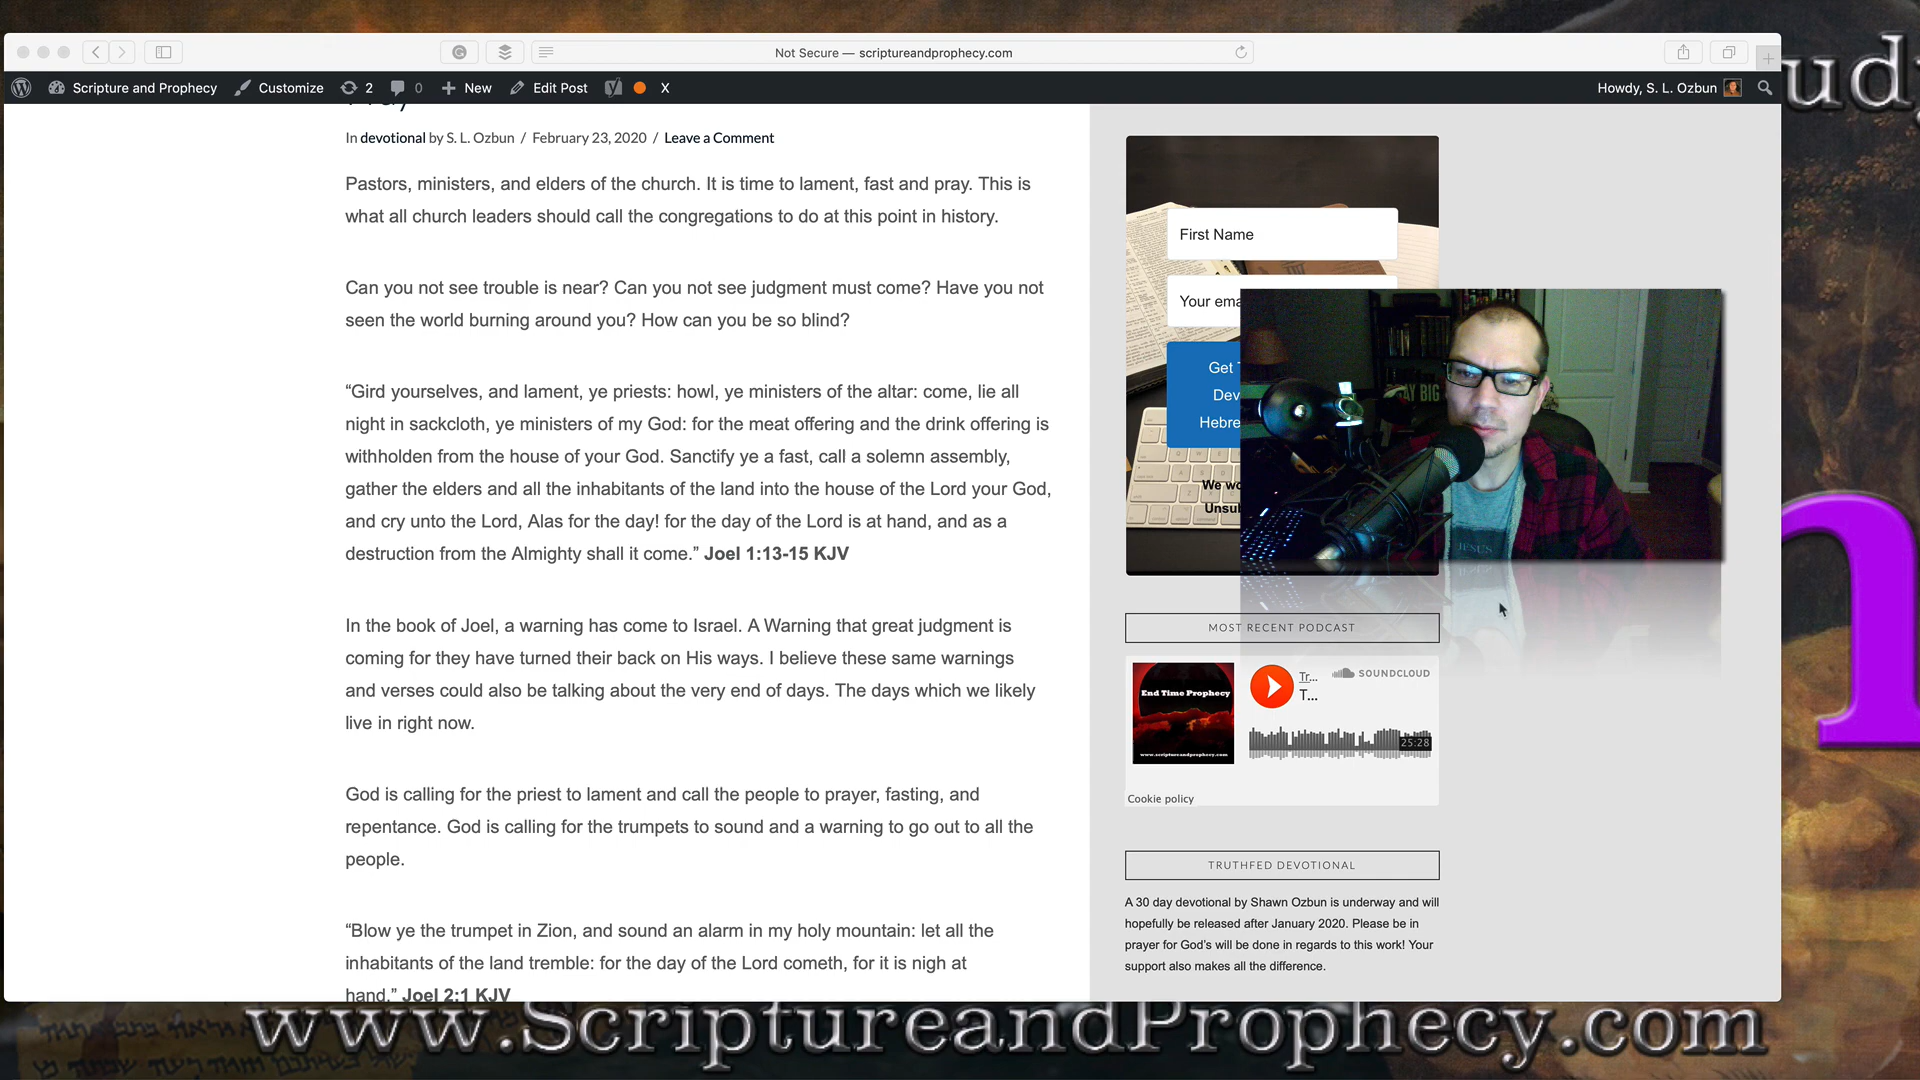 Not Secure — scriptureandprophecy.com
Scripture and Prophecy
Customize
2
0
New
Edit Post
X
Howdy, S. L. Ozbun
In devotional by S. L. Ozbun / February 23, 2020 / Leave a Comment
Pastors, ministers, and elders of the church. It is time to lament, fast and pray. This is
what all church leaders should call the congregations to do at this point in history.
Can you not see trouble is near? Can you not see judgment must come? Have you not
seen the world burning around you? How can you be so blind?
“Gird yourselves, and lament, ye priests: howl, ye ministers of the altar: come, lie all
night in sackcloth, ye ministers of my God: for the meat offering and the drink offering is
withholden from the house of your God. Sanctify ye a fast, call a solemn assembly,
gather the elders and all the inhabitants of the land into the house of the Lord your God,
and cry unto the Lord, Alas for the day! for the day of the Lord is at hand, and as a
destruction from the Almighty shall it come.” Joel 1:13-15 KJV
In the book of Joel, a warning has come to Israel. A Warning that great judgment is
coming for they have turned their back on His ways. I believe these same warnings
and verses could also be talking about the very end of days. The days which we likely
live in right now.
God is calling for the priest to lament and call the people to prayer, fasting, and
repentance. God is calling for the trumpets to sound and a warning to go out to all the
people.
“Blow ye the trumpet in Zion, and sound an alarm in my holy mountain: let all the
inhabitants of the land tremble: for the day of the Lord cometh, for it is nigh at
hand.” Joel 2:1 KJV
First Name
Your ema
Get
Dev
Hebre
We wo
Unsu
JESUS
MOST RECENT PODCAST
End Time Prophecy
www.scriptureandprophecy.com
Tr...
T...
SOUNDCLOUD
25:28
Cookie policy
TRUTHFED DEVOTIONAL
A 30 day devotional by Shawn Ozbun is underway and will
hopefully be released after January 2020. Please be in
prayer for God's will be done in regards to this work! Your
support also makes all the difference.
www.ScriptureandProphecy.com